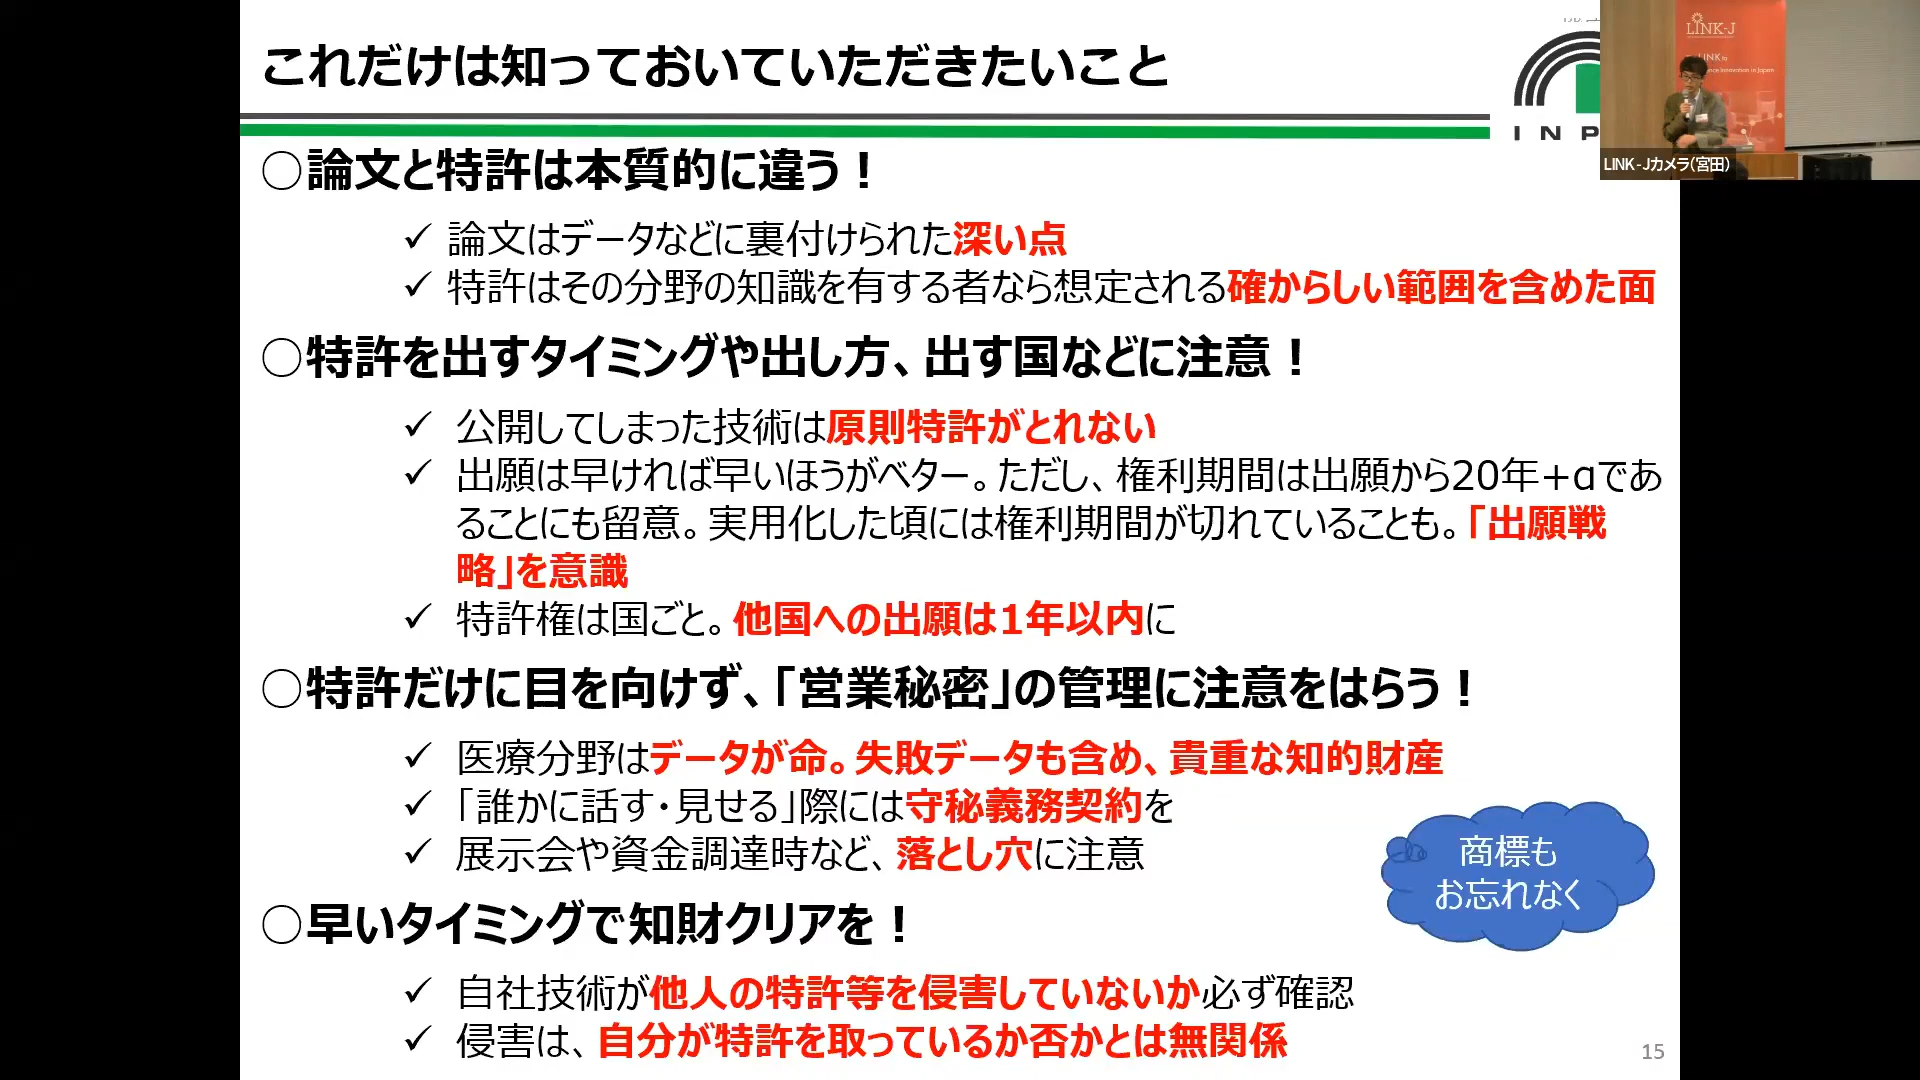 これだけは知っておいていただきたいこと
INP
LINK-J
LINK to
ence Innovation in Japan
LINK-Jカメラ(宮田)
○論文と特許は本質的に違う！
✓ 論文はデータなどに裏付けられた深い点
✓ 特許はその分野の知識を有する者なら想定される確からしい範囲を含めた面
○特許を出すタイミングや出し方、出す国などに注意！
✓ 公開してしまった技術は原則特許がとれない
✓ 出願は早ければ早いほうがベター。ただし、権利期間は出願から20年+αであ
ることにも留意。実用化した頃には権利期間が切れていることも。「出願戦
略」を意識
✓ 特許権は国ごと。他国への出願は1年以内に
○特許だけに目を向けず、「営業秘密」の管理に注意をはらう！
✓ 医療分野はデータが命。失敗データも含め、貴重な知的財産
✓ 「誰かに話す・見せる」際には守秘義務契約を
✓ 展示会や資金調達時など、落とし穴に注意
商標も
お忘れなく
○早いタイミングで知財クリアを！
✓ 自社技術が他人の特許等を侵害していないか必ず確認
✓ 侵害は、自分が特許を取っているか否かとは無関係
15